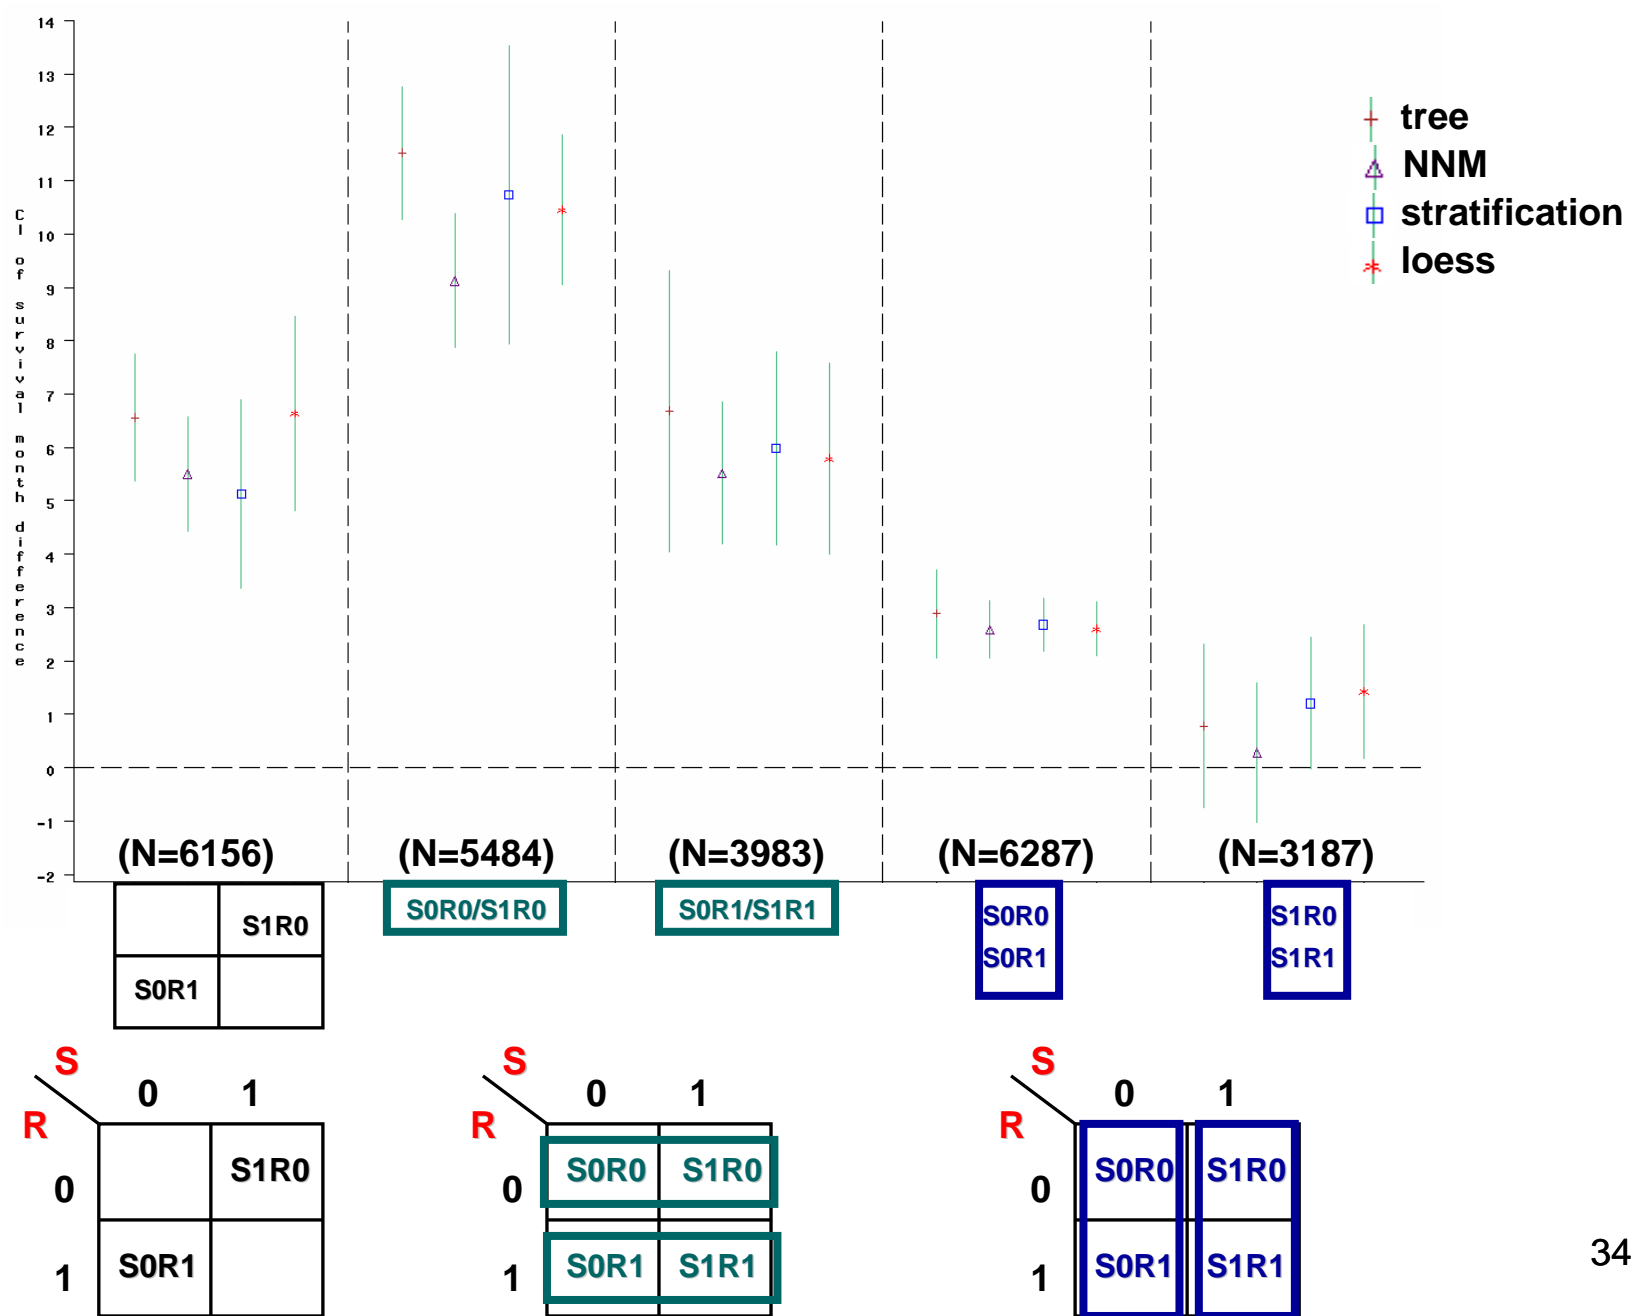 14
13
12
11
10
9
8
7
6
5
4
3
2
1
0
-1
-2
CI of survival month difference
tree
NNM
stratification
loess
(N=6156) (N=5484) (N=3983) (N=6287) (N=3187)
S1R0
S0R1
S0R0/S1R0
S0R1/S1R1
S0R0
S0R1
S1R0
S1R1
S
0 1
R
0 S1R0
1 S0R1
S
0 1
R
0 S0R0 S1R0
1 S0R1 S1R1
S
0 1
R
0 S0R0 S1R0
1 S0R1 S1R1
34